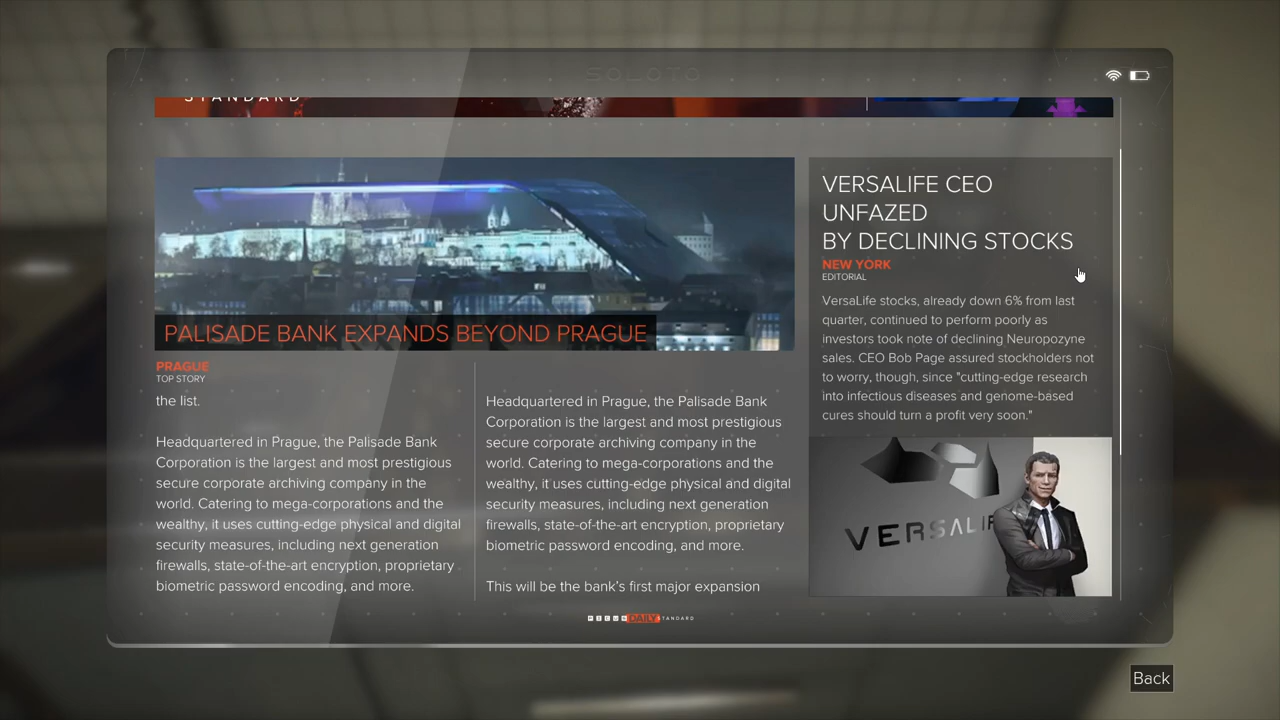 SOLOTO
STANDARD
PALISADE BANK EXPANDS BEYOND PRAGUE
PRAGUE
TOP STORY
the list.
Headquartered in Prague, the Palisade Bank
Corporation is the largest and most prestigious
secure corporate archiving company in the
world. Catering to mega-corporations and the
wealthy, it uses cutting-edge physical and digital
security measures, including next generation
firewalls, state-of-the-art encryption, proprietary
biometric password encoding, and more.
Headquartered in Prague, the Palisade Bank
Corporation is the largest and most prestigious
secure corporate archiving company in the
world. Catering to mega-corporations and the
wealthy, it uses cutting-edge physical and digital
security measures, including next generation
firewalls, state-of-the-art encryption, proprietary
biometric password encoding, and more.
This will be the bank's first major expansion
VERSALIFE CEO
UNFAZED
BY DECLINING STOCKS
NEW YORK
EDITORIAL
VersaLife stocks, already down 6% from last
quarter, continued to perform poorly as
investors took note of declining Neuropozyne
sales. CEO Bob Page assured stockholders not
to worry, though, since "cutting-edge research
into infectious diseases and genome-based
cures should turn a profit very soon."
VERSALIF
PICUS DAILY STANDARD
Back